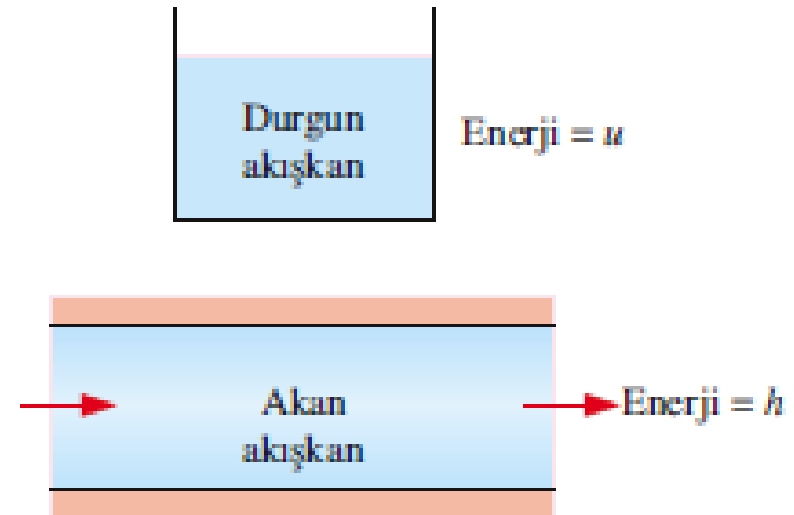 Durgun
akışkan
Enerji = u
Akan
akışkan
Enerji = h